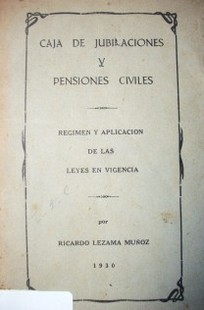 CAJA DE JUBILACIONES
Y
PENSIONES CIVILES
REGIMEN Y APLICACION
DE LAS
LEYES EN VIGENCIA
por
RICARDO LEZAMA MUÑOZ
1930